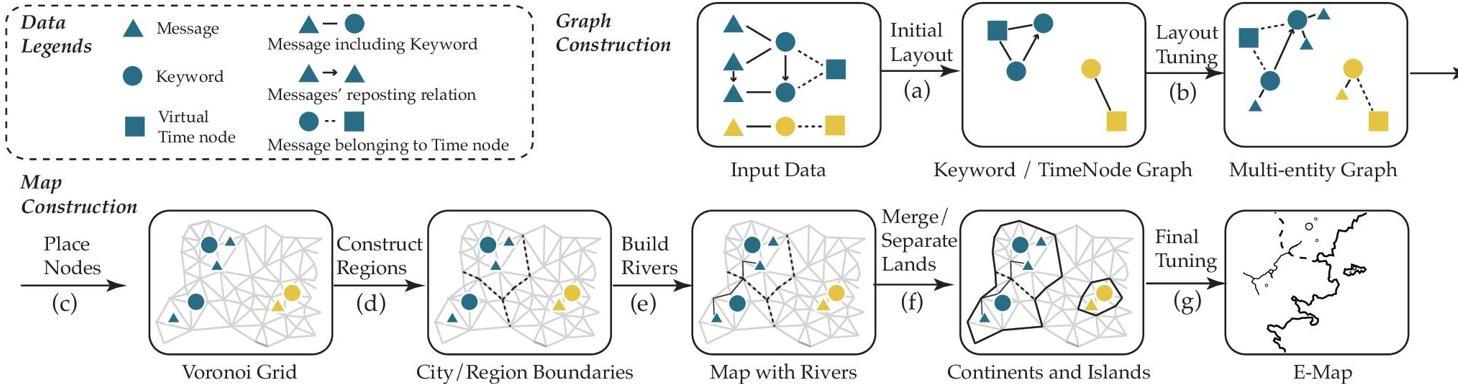 Data
Legends
Message
Keyword
Virtual
Time node
Message including Keyword
Messages' reposting relation
Message belonging to Time node
Graph
Construction
Input Data
Initial
Layout
(a)
Keyword / TimeNode Graph
Layout
Tuning
(b)
Multi-entity Graph
Map
Construction
Place
Nodes
(c)
Voronoi Grid
Construct
Regions
(d)
City/Region Boundaries
Build
Rivers
(e)
Map with Rivers
Merge/
Separate
Lands
(f)
Continents and Islands
Final
Tuning
(g)
E-Map